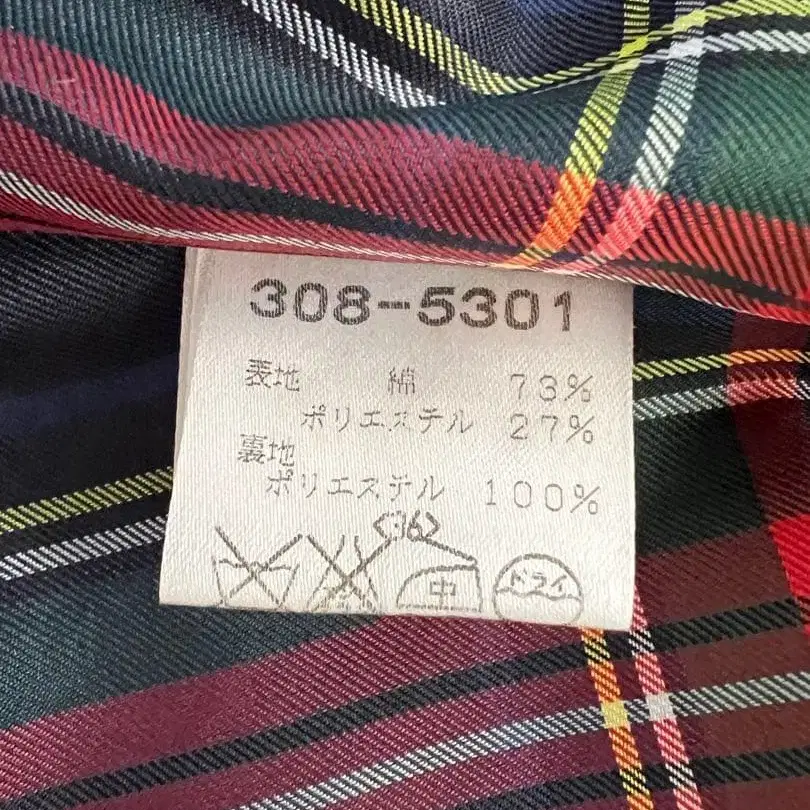 308-5301
表地 綿 73%
ポリエステル 27%
裏地
ポリエステル 100%
<36>
中 ドライ